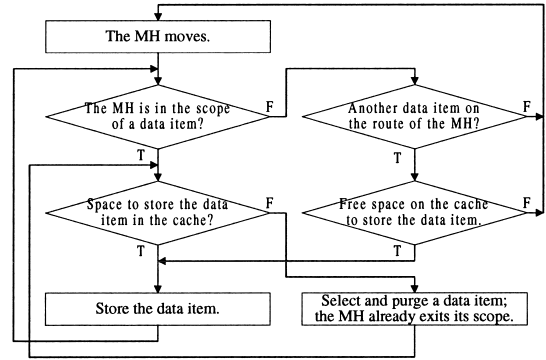 The MH moves.
The MH is in the scope
of a data item?
F
T
Another data item on
the route of the MH?
F
T
Space to store the data
item in the cache?
F
T
Free space on the cache
to store the data item.
F
T
Store the data item.
Select and purge a data item;
the MH already exits its scope.